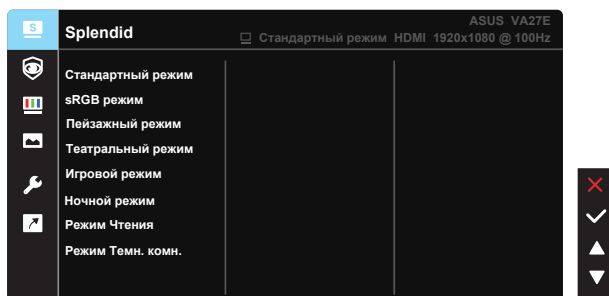 S
Splendid
ASUS VA27E
Стандартный режим HDMI 1920x1080 @ 100Hz
Стандартный режим
sRGB режим
Пейзажный режим
Театральный режим
Игровой режим
Ночной режим
Режим Чтения
Режим Темн. комн.